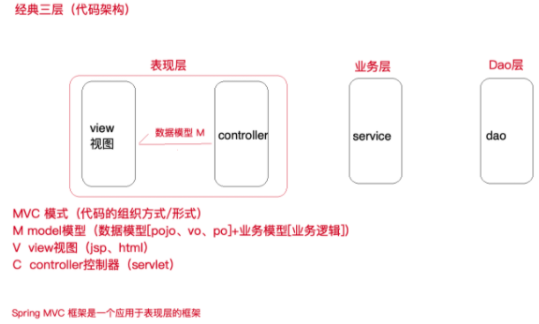 经典三层（代码架构）
表现层
业务层
Dao层
view
视图
数据模型 M
controller
service
dao
MVC 模式（代码的组织方式/形式）
M model模型（数据模型[pojo、vo、po]+业务模型[业务逻辑]）
V view视图（jsp、html）
C controller控制器（servlet）
Spring MVC 框架是一个应用于表现层的框架